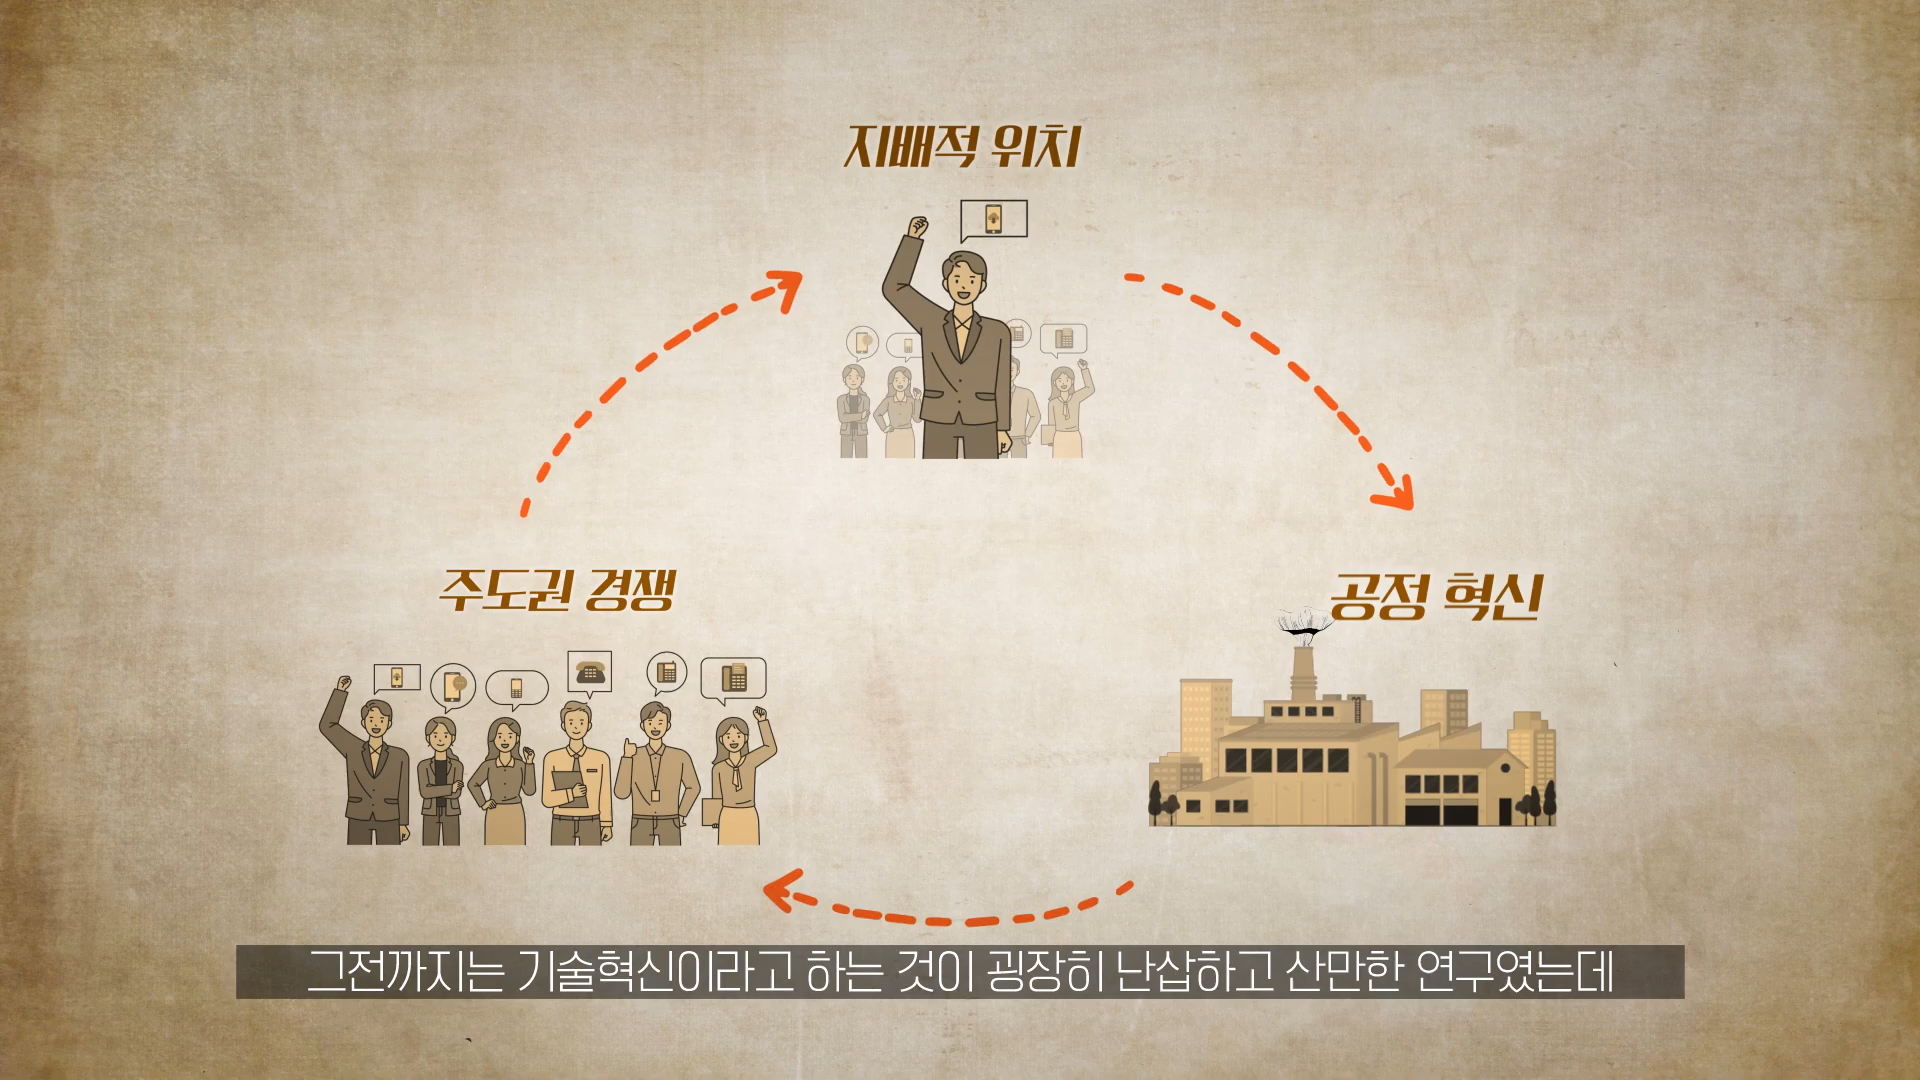 지배적 위치
주도권 경쟁
공정 혁신
그전까지는 기술혁신이라고 하는 것이 굉장히 난삽하고 산만한 연구였는데